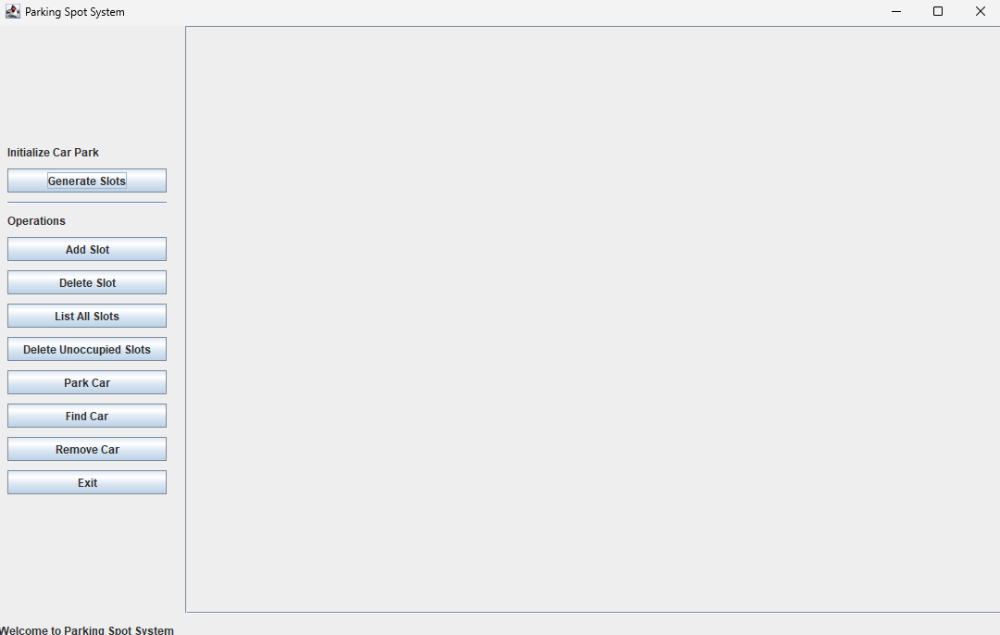 Parking Spot System
Initialize Car Park
Generate Slots
Operations
Add Slot
Delete Slot
List All Slots
Delete Unoccupied Slots
Park Car
Find Car
Remove Car
Exit
Welcome to Parking Spot System